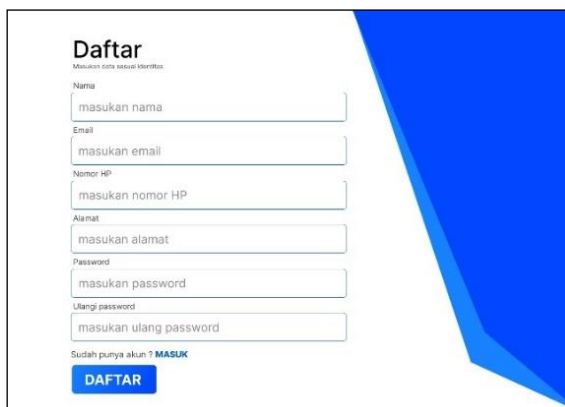 Daftar
Masukan data sesuai identitas
Nama
masukan nama
Email
masukan email
Nomor HP
masukan nomor HP
Alamat
masukan alamat
Password
masukan password
Ulangi password
masukan ulang password
Sudah punya akun ? MASUK
DAFTAR